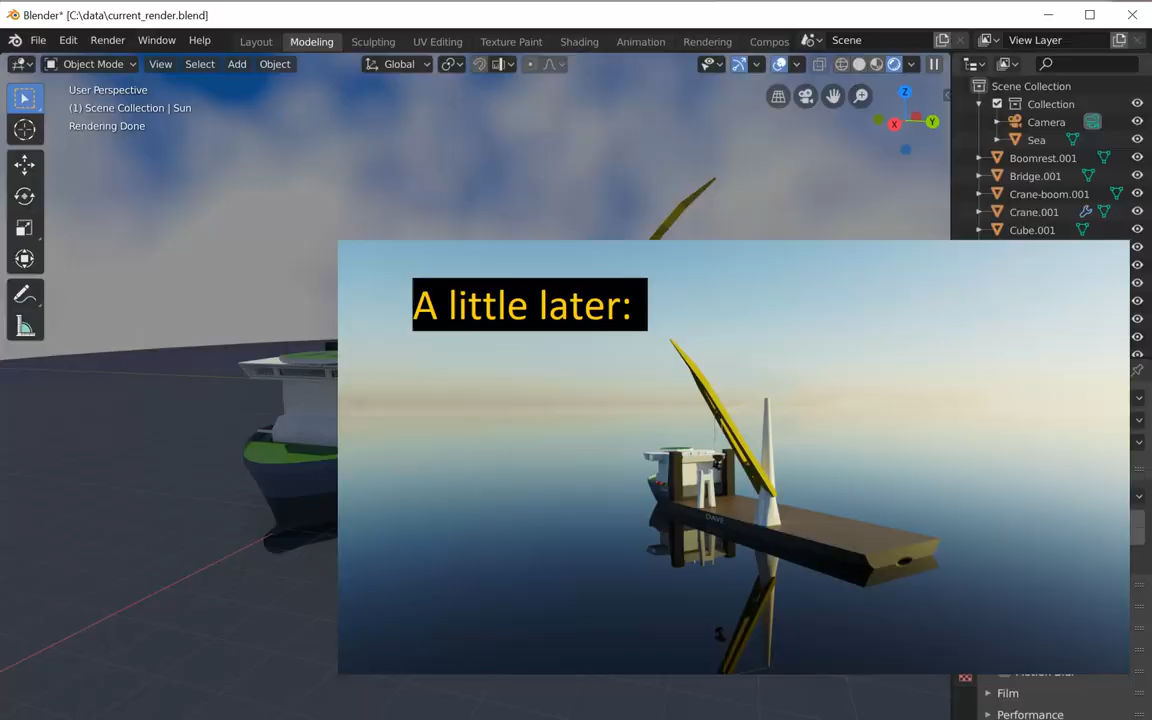 Blender* [C:\data\current_render.blend]
File Edit Render Window Help Layout Modeling Sculpting UV Editing Texture Paint Shading Animation Rendering Compos Scene View Layer
Object Mode View Select Add Object Global
User Perspective
(1) Scene Collection | Sun
Rendering Done
Z
X
Y
Scene Collection
Collection
Camera
Sea
Boomrest.001
Bridge.001
Crane-boom.001
Crane.001
Cube.001
A little later:
DAVE
Film
Performance